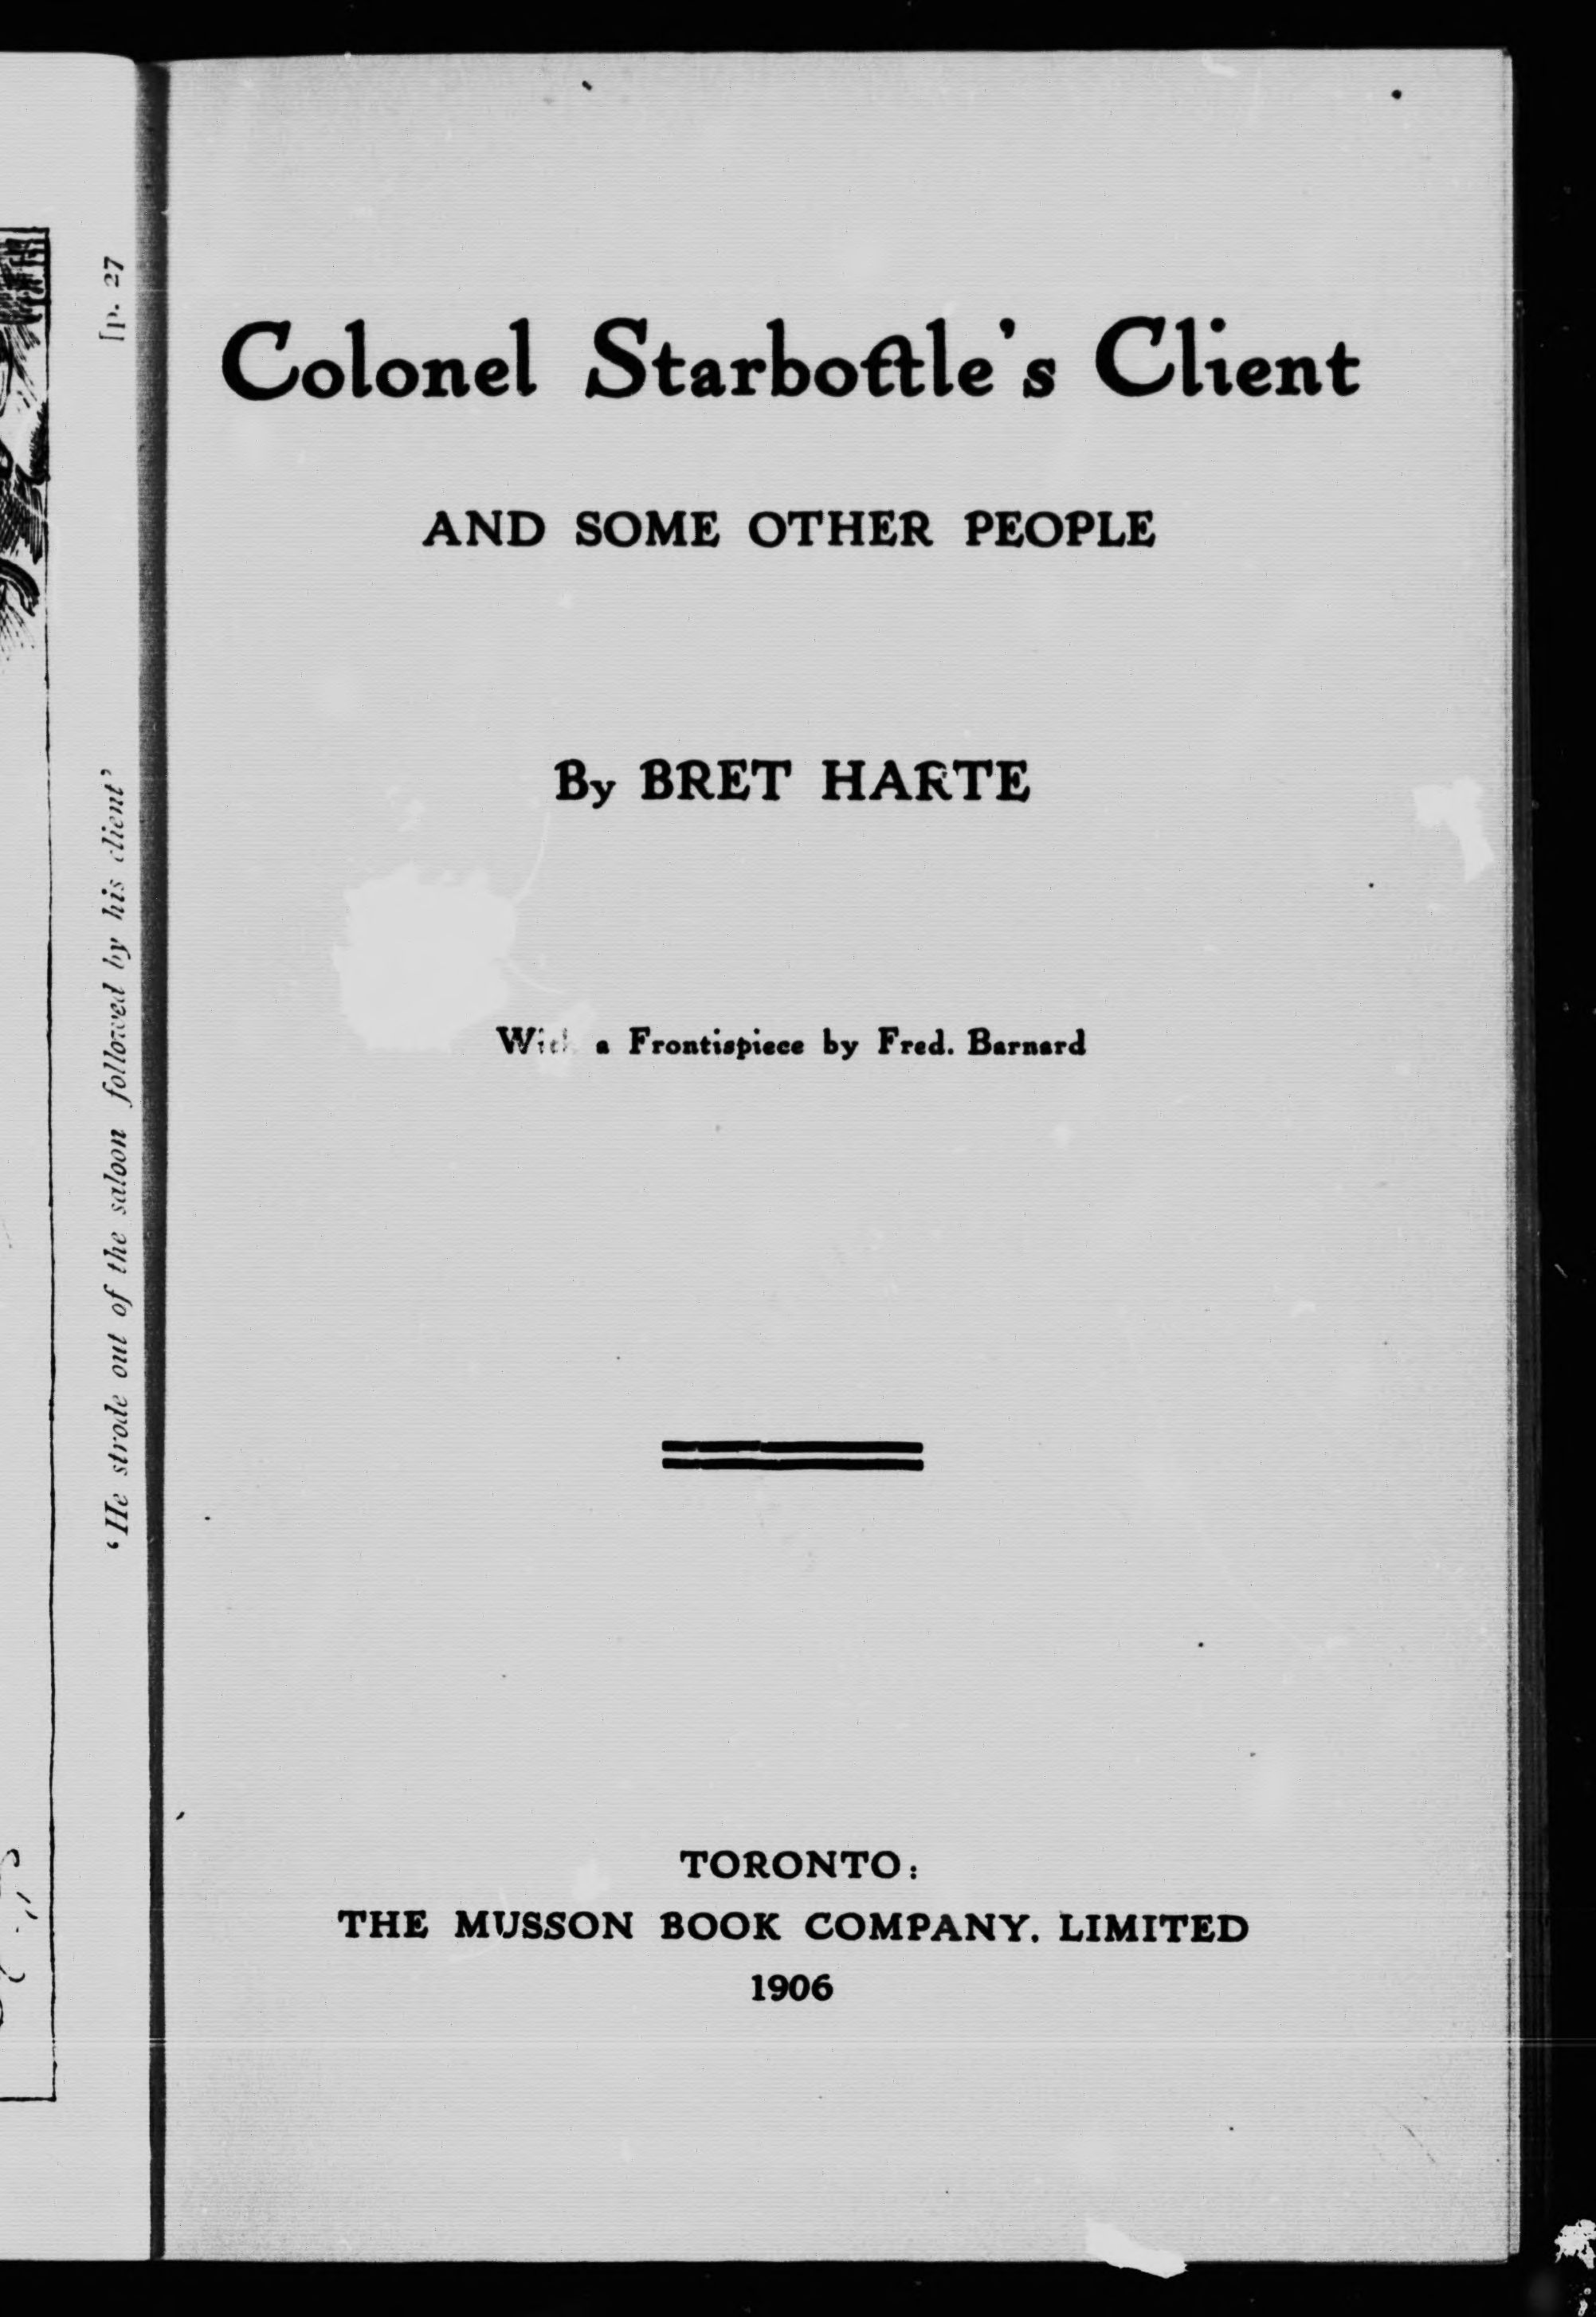 'He strode out of the saloon followed by his client'
[p. 27
Colonel Starbottle's Client
AND SOME OTHER PEOPLE
By BRET HARTE
With a Frontispiece by Fred. Barnard
TORONTO:
THE MUSSON BOOK COMPANY, LIMITED
1906